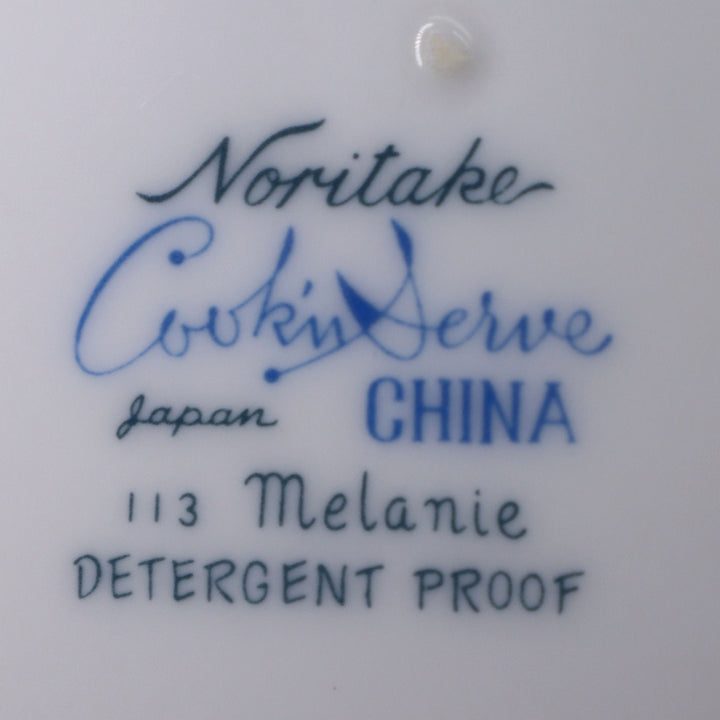 Noritake
Cook'n Serve
Japan CHINA
113 Melanie
DETERGENT PROOF